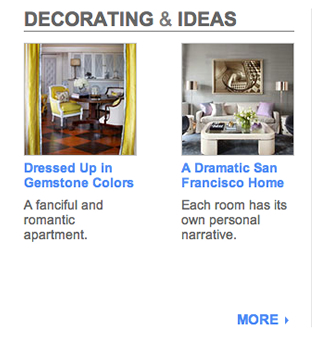 DECORATING & IDEAS
Dressed Up in
Gemstone Colors
A fanciful and
romantic
apartment.
A Dramatic San
Francisco Home
Each room has its
own personal
narrative.
MORE